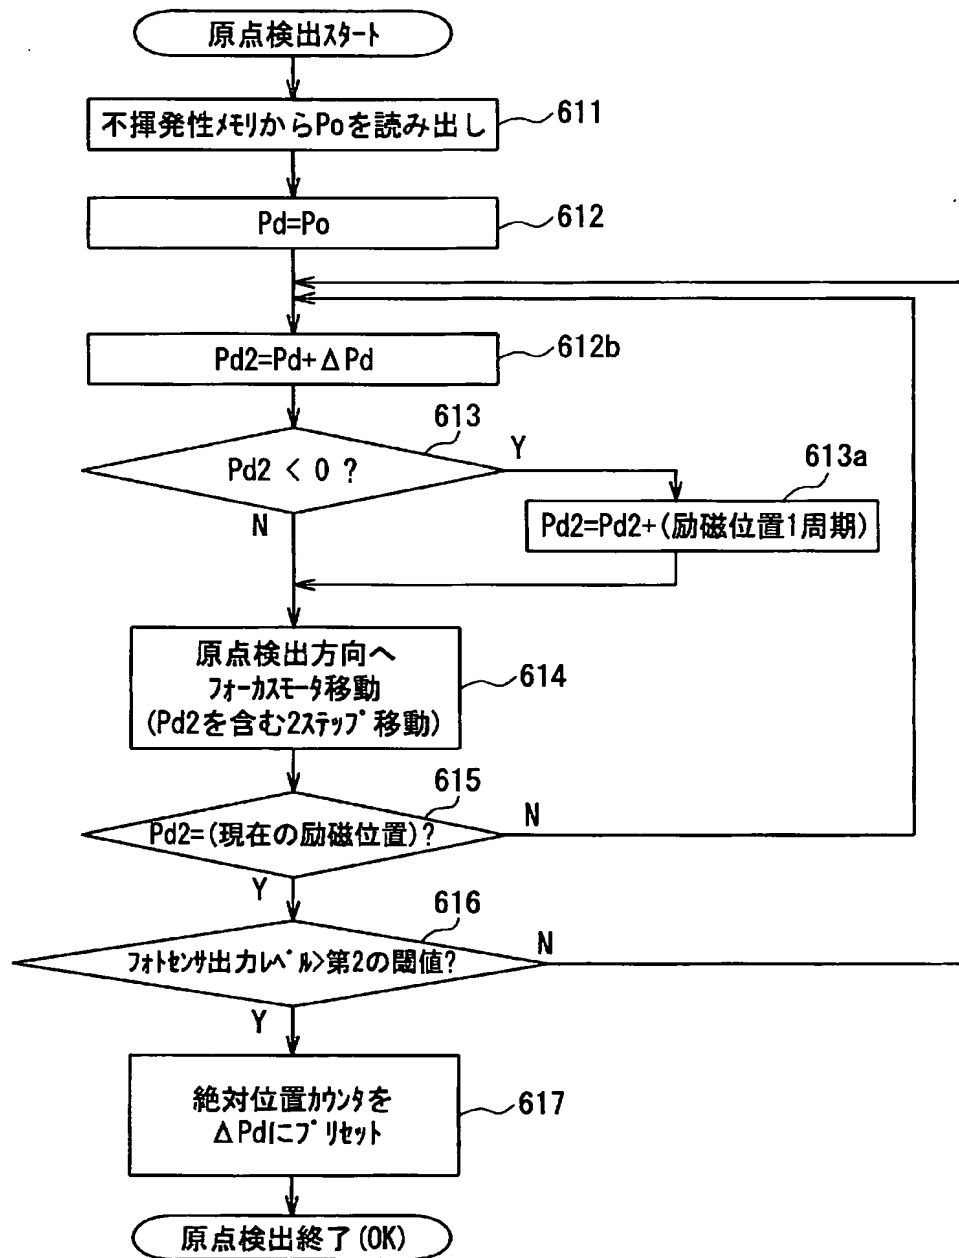 原点検出スタート
不揮発性メモリからPoを読み出し
611
Pd=Po
612
Pd2=Pd+ΔPd
612b
613
Pd2 < 0 ?
Y
N
613a
Pd2=Pd2+(励磁位置1周期)
原点検出方向へ
フォーカスモータ移動
(Pd2を含む2ステップ移動)
614
615
Pd2=(現在の励磁位置)?
N
Y
616
フォトセンサ出力レベル>第2の閾値?
N
Y
絶対位置カウンタを
ΔPdにプリセット
617
原点検出終了(OK)